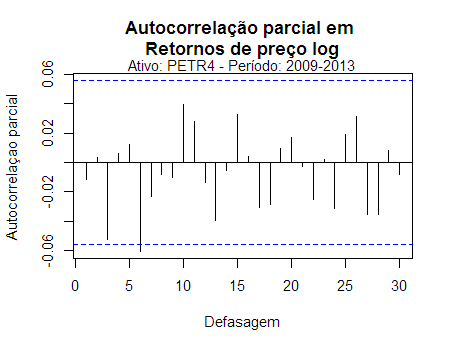 Autocorrelação parcial em
Retornos de preço log
Ativo: PETR4 - Período: 2009-2013
Autocorrelaçao parcial
0.06
0.02
-0.02
-0.06
0 5 10 15 20 25 30
Defasagem